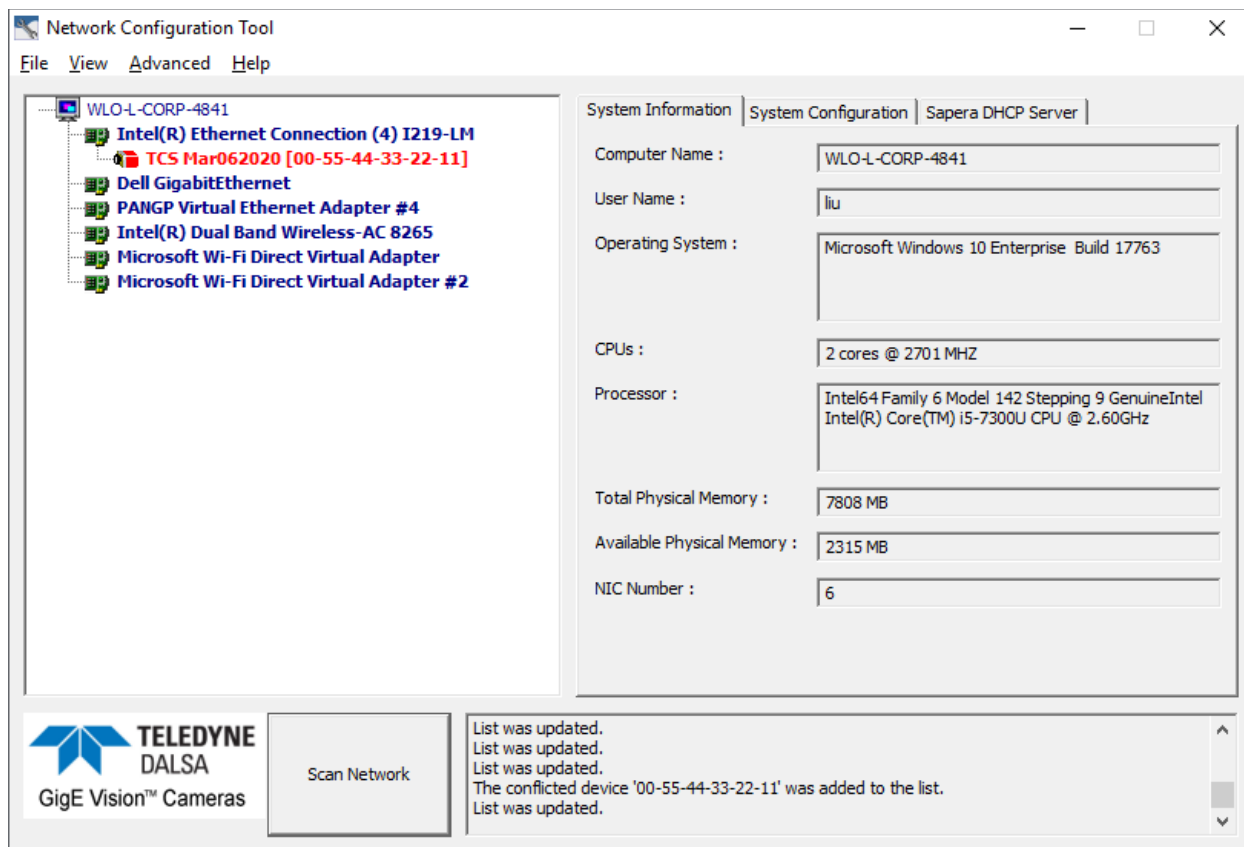 Network Configuration Tool
File View Advanced Help
WLO-L-CORP-4841
Intel(R) Ethernet Connection (4) I219-LM
TCS Mar062020 [00-55-44-33-22-11]
Dell GigabitEthernet
PANGP Virtual Ethernet Adapter #4
Intel(R) Dual Band Wireless-AC 8265
Microsoft Wi-Fi Direct Virtual Adapter
Microsoft Wi-Fi Direct Virtual Adapter #2
System Information System Configuration Sapera DHCP Server
Computer Name : WLO-L-CORP-4841
User Name : liu
Operating System : Microsoft Windows 10 Enterprise Build 17763
CPUs : 2 cores @ 2701 MHZ
Processor : Intel64 Family 6 Model 142 Stepping 9 GenuineIntel
Intel(R) Core(TM) i5-7300U CPU @ 2.60GHz
Total Physical Memory : 7808 MB
Available Physical Memory : 2315 MB
NIC Number : 6
TELEDYNE
DALSA
GigE Vision™ Cameras
Scan Network
List was updated.
List was updated.
List was updated.
The conflicted device '00-55-44-33-22-11' was added to the list.
List was updated.